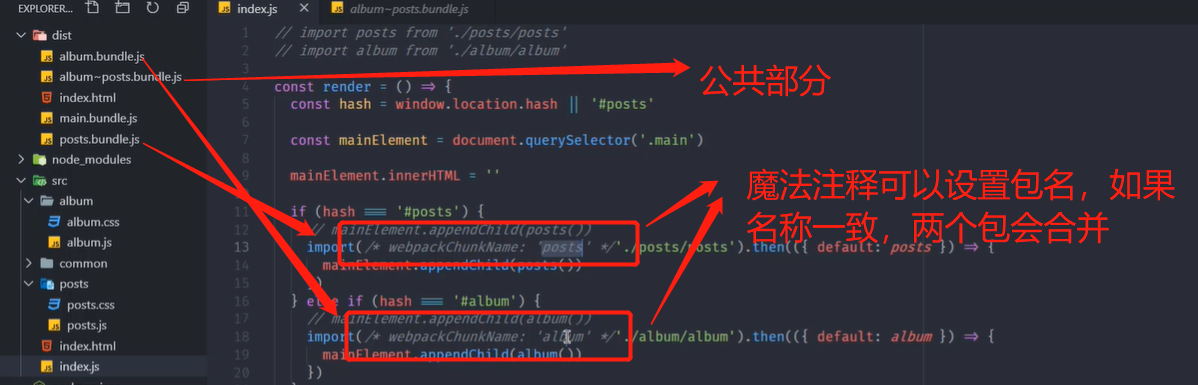 EXPLORER...
dist
album.bundle.js
album~posts.bundle.js
index.html
main.bundle.js
posts.bundle.js
node_modules
src
album
album.css
album.js
common
posts
posts.css
posts.js
index.html
index.js
index.js
album~posts.bundle.js
1 // import posts from './posts/posts'
2 // import album from './album/album'
3
4 const render = () => {
5 const hash = window.location.hash || '#posts'
6
7 const mainElement = document.querySelector('.main')
8
9 mainElement.innerHTML = ''
10
11 if (hash === '#posts') {
12 // mainElement.appendChild(posts())
13 import(/* webpackChunkName: 'posts' */'./posts/posts').then(({ default: posts }) => {
14 mainElement.appendChild(posts())
15 })
16 } else if (hash === '#album') {
17 // mainElement.appendChild(album())
18 import(/* webpackChunkName: 'album' */'./album/album').then(({ default: album }) => {
19 mainElement.appendChild(album())
20 })
公共部分
魔法注释可以设置包名，如果
名称一致，两个包会合并